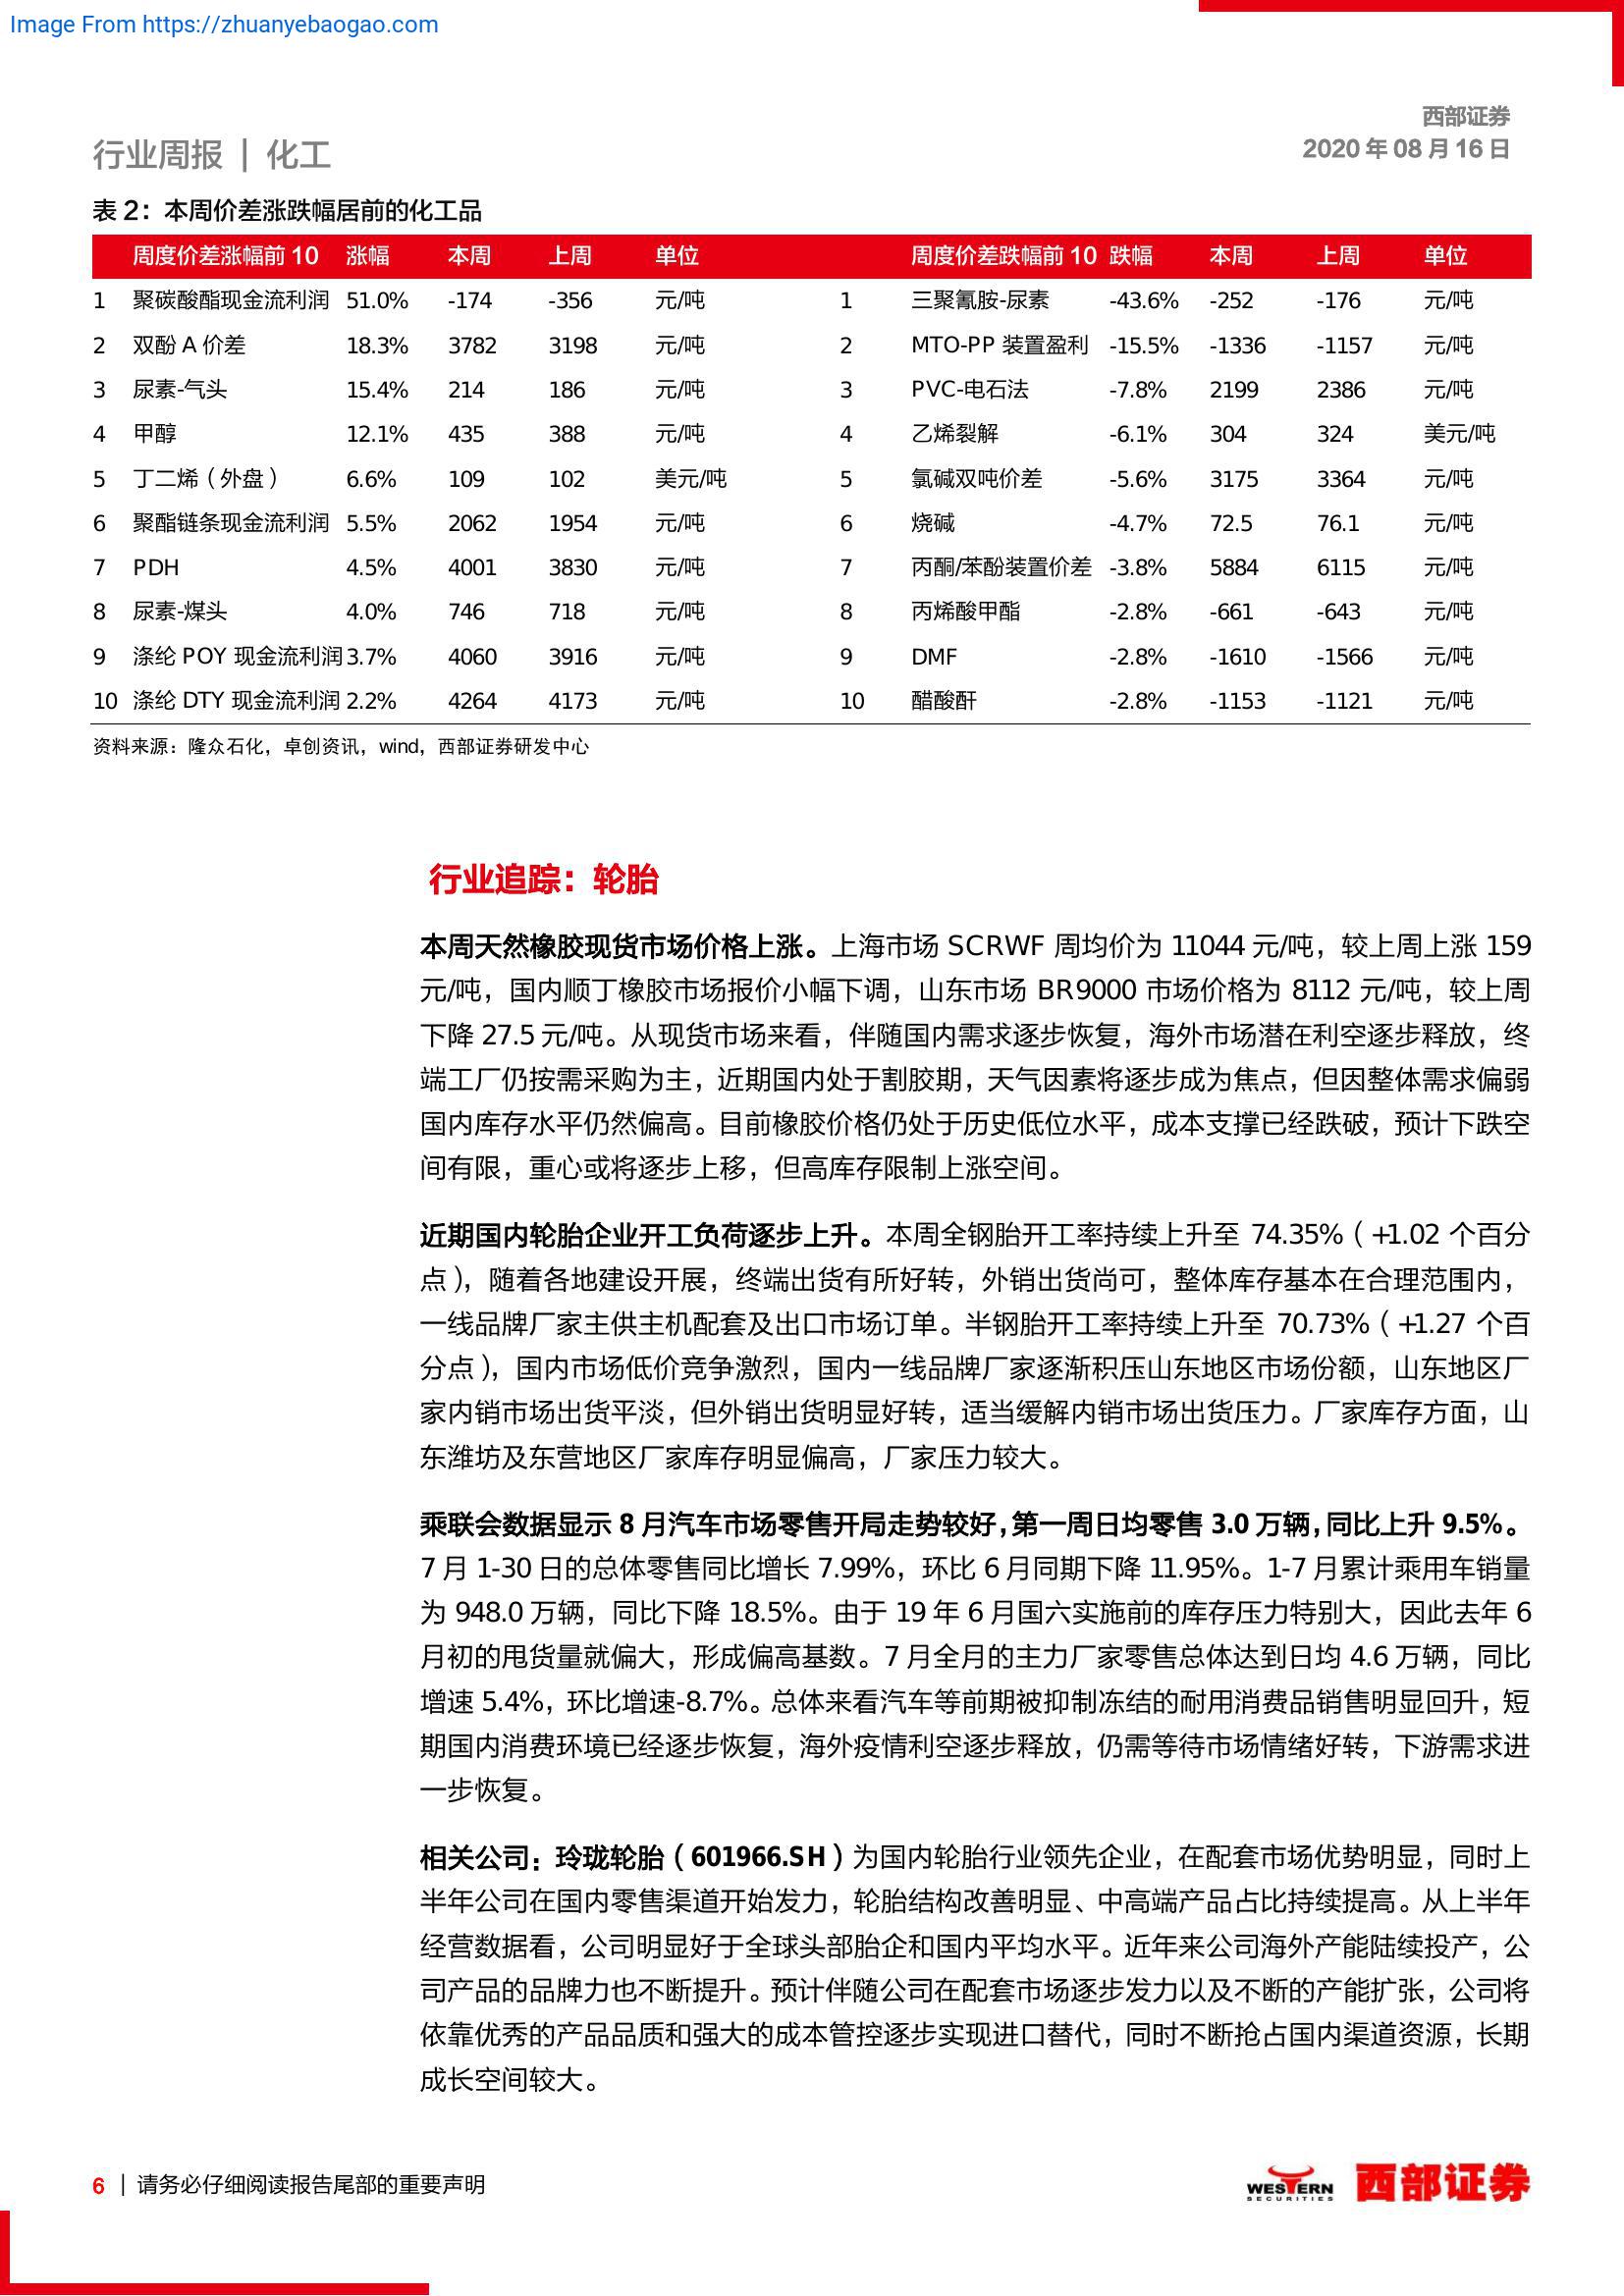 Image From https://zhuanyebaogao.com
西部证券
行业周报 | 化工
2020 年 08 月 16 日
表 2：本周价差涨跌幅居前的化工品
周度价差涨幅前 10 涨幅 本周 上周 单位 周度价差跌幅前 10 跌幅 本周 上周 单位
1 聚碳酸酯现金流利润 51.0% -174 -356 元/吨 1 三聚氰胺-尿素 -43.6% -252 -176 元/吨
2 双酚 A 价差 18.3% 3782 3198 元/吨 2 MTO-PP 装置盈利 -15.5% -1336 -1157 元/吨
3 尿素-气头 15.4% 214 186 元/吨 3 PVC-电石法 -7.8% 2199 2386 元/吨
4 甲醇 12.1% 435 388 元/吨 4 乙烯裂解 -6.1% 304 324 美元/吨
5 丁二烯（外盘） 6.6% 109 102 美元/吨 5 氯碱双吨价差 -5.6% 3175 3364 元/吨
6 聚酯链条现金流利润 5.5% 2062 1954 元/吨 6 烧碱 -4.7% 72.5 76.1 元/吨
7 PDH 4.5% 4001 3830 元/吨 7 丙酮/苯酚装置价差 -3.8% 5884 6115 元/吨
8 尿素-煤头 4.0% 746 718 元/吨 8 丙烯酸甲酯 -2.8% -661 -643 元/吨
9 涤纶 POY 现金流利润 3.7% 4060 3916 元/吨 9 DMF -2.8% -1610 -1566 元/吨
10 涤纶 DTY 现金流利润 2.2% 4264 4173 元/吨 10 醋酸酐 -2.8% -1153 -1121 元/吨
资料来源：隆众石化，卓创资讯，wind，西部证券研发中心
行业追踪：轮胎
本周天然橡胶现货市场价格上涨。上海市场 SCRWF 周均价为 11044 元/吨，较上周上涨 159
元/吨，国内顺丁橡胶市场报价小幅下调，山东市场 BR9000 市场价格为 8112 元/吨，较上周
下降 27.5 元/吨。从现货市场来看，伴随国内需求逐步恢复，海外市场潜在利空逐步释放，终
端工厂仍按需采购为主，近期国内处于割胶期，天气因素将逐步成为焦点，但因整体需求偏弱
国内库存水平仍然偏高。目前橡胶价格仍处于历史低位水平，成本支撑已经跌破，预计下跌空
间有限，重心或将逐步上移，但高库存限制上涨空间。
近期国内轮胎企业开工负荷逐步上升。本周全钢胎开工率持续上升至 74.35%（+1.02 个百分
点），随着各地建设开展，终端出货有所好转，外销出货尚可，整体库存基本在合理范围内，
一线品牌厂家主供主机配套及出口市场订单。半钢胎开工率持续上升至 70.73%（+1.27 个百
分点），国内市场低价竞争激烈，国内一线品牌厂家逐渐积压山东地区市场份额，山东地区厂
家内销市场出货平淡，但外销出货明显好转，适当缓解内销市场出货压力。厂家库存方面，山
东潍坊及东营地区厂家库存明显偏高，厂家压力较大。
乘联会数据显示 8 月汽车市场零售开局走势较好，第一周日均零售 3.0 万辆，同比上升 9.5%。
7 月 1-30 日的总体零售同比增长 7.99%，环比 6 月同期下降 11.95%。1-7 月累计乘用车销量
为 948.0 万辆，同比下降 18.5%。由于 19 年 6 月国六实施前的库存压力特别大，因此去年 6
月初的甩货量就偏大，形成偏高基数。7 月全月的主力厂家零售总体达到日均 4.6 万辆，同比
增速 5.4%，环比增速-8.7%。总体来看汽车等前期被抑制冻结的耐用消费品销售明显回升，短
期国内消费环境已经逐步恢复，海外疫情利空逐步释放，仍需等待市场情绪好转，下游需求进
一步恢复。
相关公司：玲珑轮胎（601966.SH）为国内轮胎行业领先企业，在配套市场优势明显，同时上
半年公司在国内零售渠道开始发力，轮胎结构改善明显、中高端产品占比持续提高。从上半年
经营数据看，公司明显好于全球头部胎企和国内平均水平。近年来公司海外产能陆续投产，公
司产品的品牌力也不断提升。预计伴随公司在配套市场逐步发力以及不断的产能扩张，公司将
依靠优秀的产品品质和强大的成本管控逐步实现进口替代，同时不断抢占国内渠道资源，长期
成长空间较大。
6 | 请务必仔细阅读报告尾部的重要声明
WESTERN
SECURITIES
西部证券